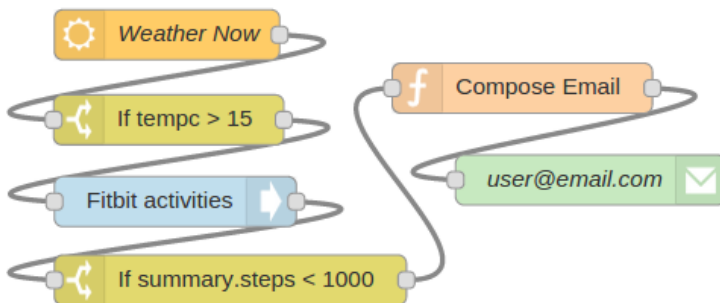 Weather Now
If tempc > 15
Fitbit activities
If summary.steps < 1000
Compose Email
user@email.com